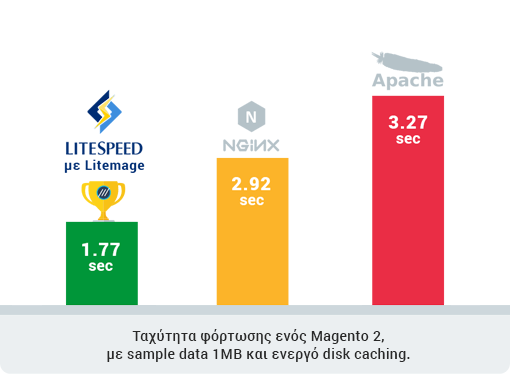 Apache
3.27
sec
N
NGINX
2.92
sec
LITESPEED
με Litemage
1.77
sec
Ταχύτητα φόρτωσης ενός Magento 2,
με sample data 1MB και ενεργό disk caching.